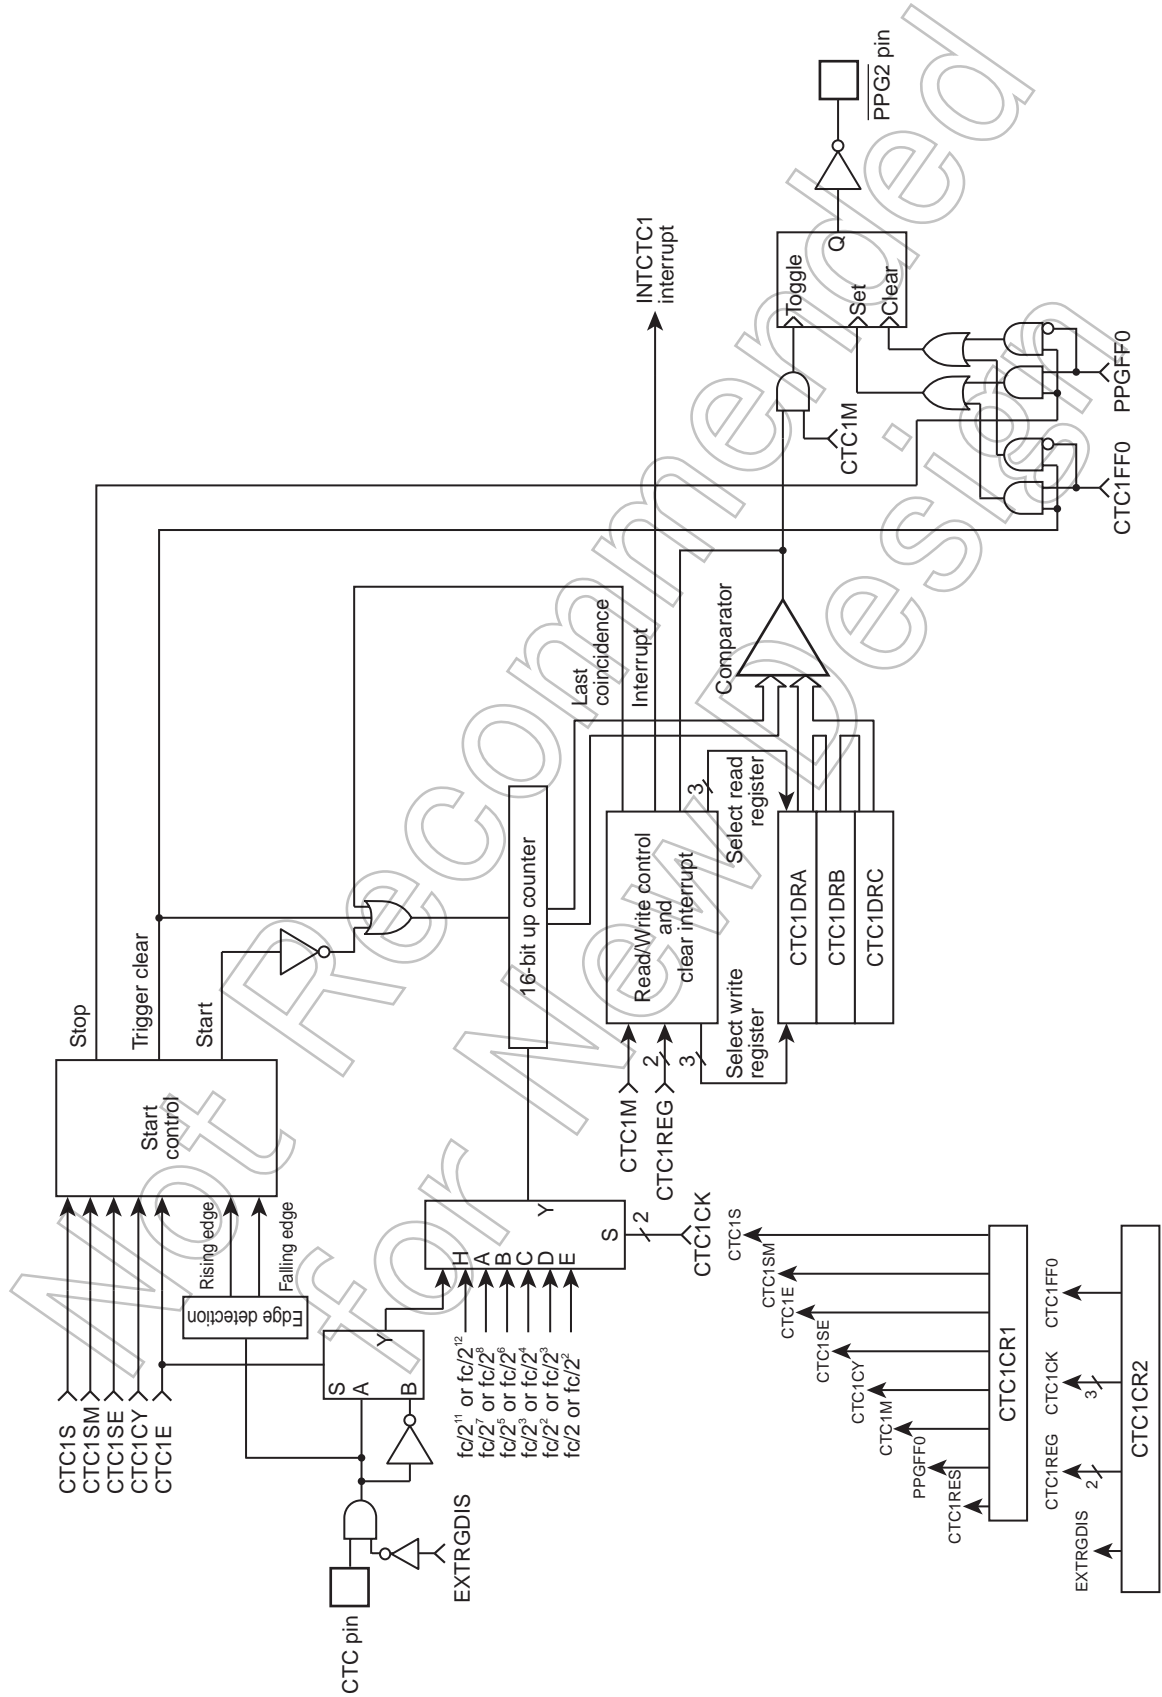 CTC1S
CTC1SM
CTC1SE
CTC1CY
CTC1E
Rising edge
Falling edge
Edge detection
Start
control
Stop
Trigger clear
Start
CTC pin
EXTRGDIS
S
A
B
Y
H
A
B
C
D
E
Y
S
fc/2¹¹ or fc/2¹²
fc/2⁷ or fc/2⁸
fc/2⁵ or fc/2⁶
fc/2³ or fc/2⁴
fc/2² or fc/2³
fc/2 or fc/2²
2
CTC1CK
16-bit up counter
Last
coincidence
Interrupt
INTCTC1
interrupt
CTC1M
CTC1REG
2
3
Read/Write control
and
clear interrupt
3
Select write
register
Select read
register
CTC1DRA
CTC1DRB
CTC1DRC
Comparator
CTC1M
Toggle
Set
Clear
Q
PPG2 pin
CTC1FF0
PPGFF0
CTC1S
CTC1SM
CTC1E
CTC1SE
CTC1CY
CTC1M
PPGFF0
CTC1RES
CTC1CR1
CTC1FF0
CTC1CK
3
CTC1REG
2
EXTRGDIS
CTC1CR2
Not Recommended
for New Design